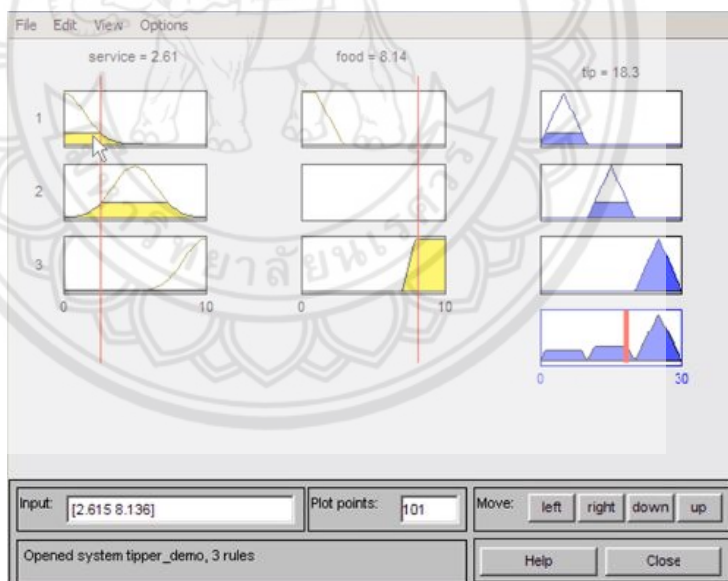 File Edit View Options
service = 2.61 food = 8.14 tip = 18.3
1
2
3
0 10 0 10
0 30
Input: [2.615 8.136] Plot points: 101 Move: left right down up
Opened system tipper_demo, 3 rules Help Close